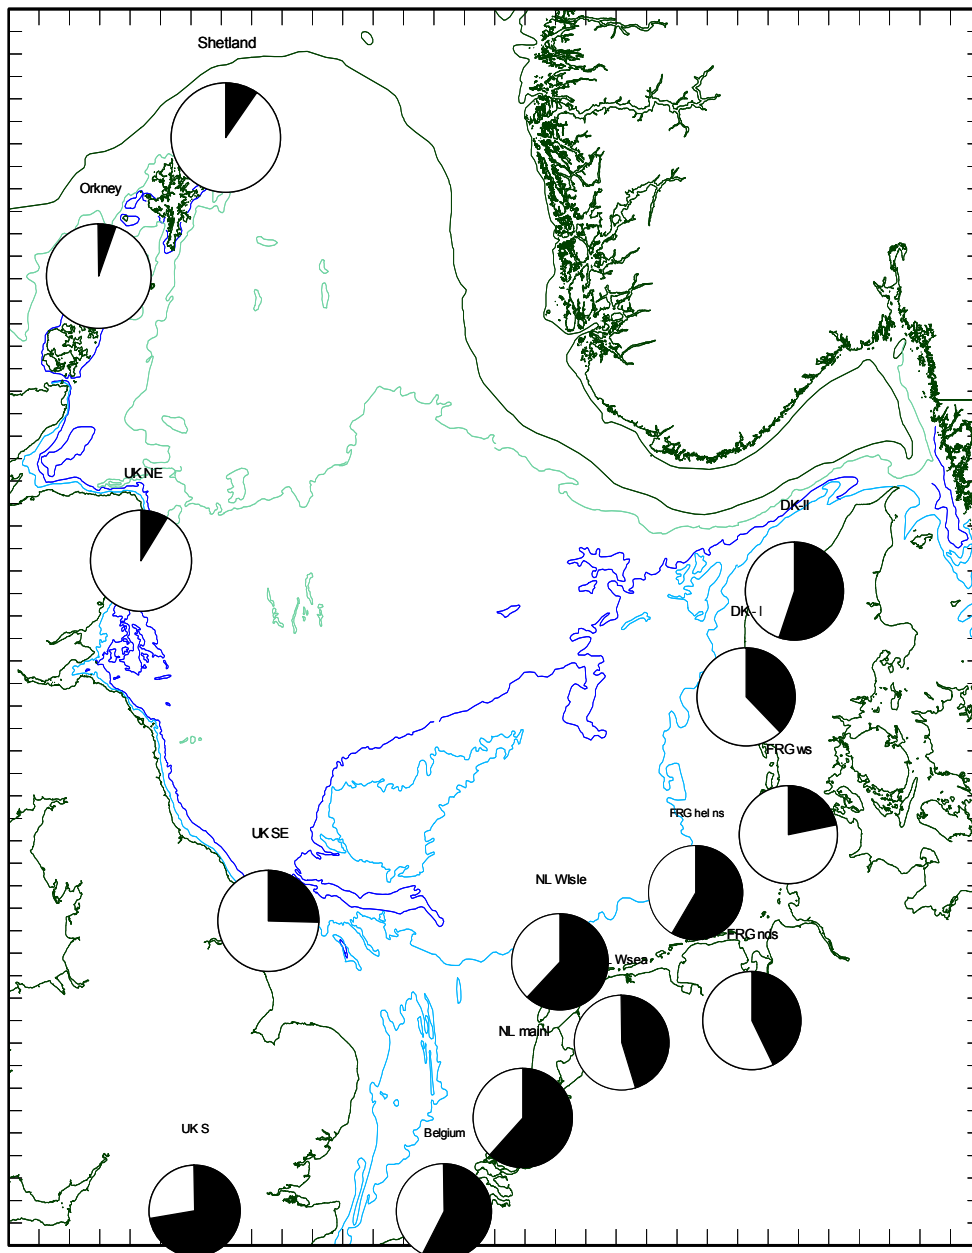 Shetland
Orkney
UK NE
DK-II
DK - I
FRG ws
FRG hel ns
UK SE
NL WIsle
FRG nds
Wsea
NL mainl
UK S
Belgium